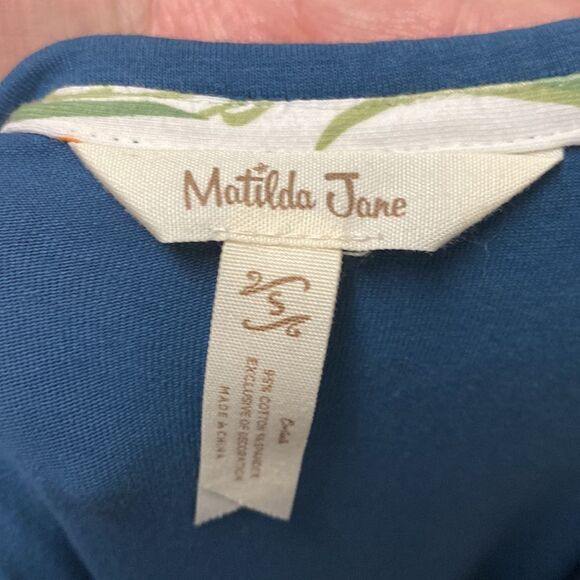 Matilda Jane
S
95% COTTON 5% SPANDEX
EXCLUSIVE OF DECORATION
MADE IN CHINA